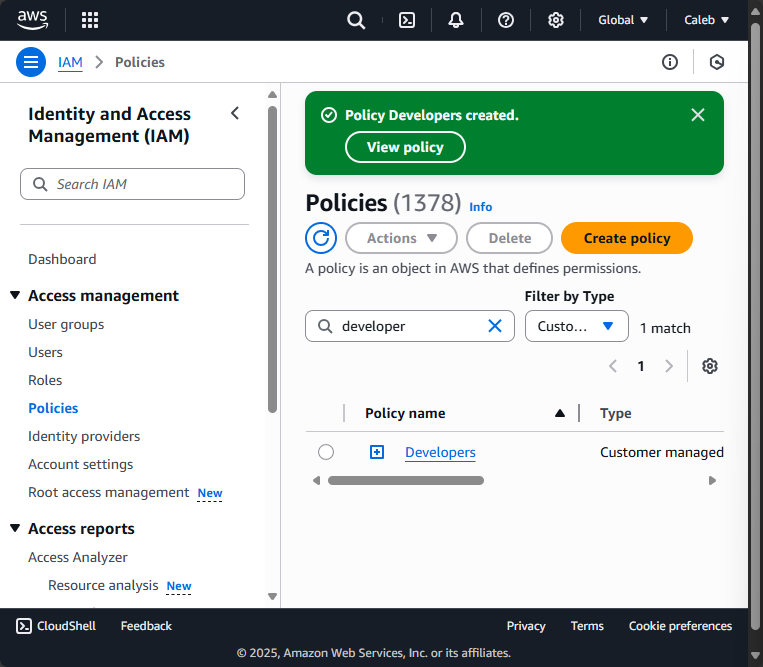 aws
Global
Caleb
IAM
Policies
Identity and Access
Management (IAM)
Search IAM
Dashboard
Access management
User groups
Users
Roles
Policies
Identity providers
Account settings
Root access management New
Access reports
Access Analyzer
Resource analysis New
Policy Developers created.
View policy
Policies (1378) Info
Actions
Delete
Create policy
A policy is an object in AWS that defines permissions.
Filter by Type
developer
Custo...
1 match
1
Policy name
Type
Developers
Customer managed
CloudShell
Feedback
Privacy
Terms
Cookie preferences
© 2025, Amazon Web Services, Inc. or its affiliates.